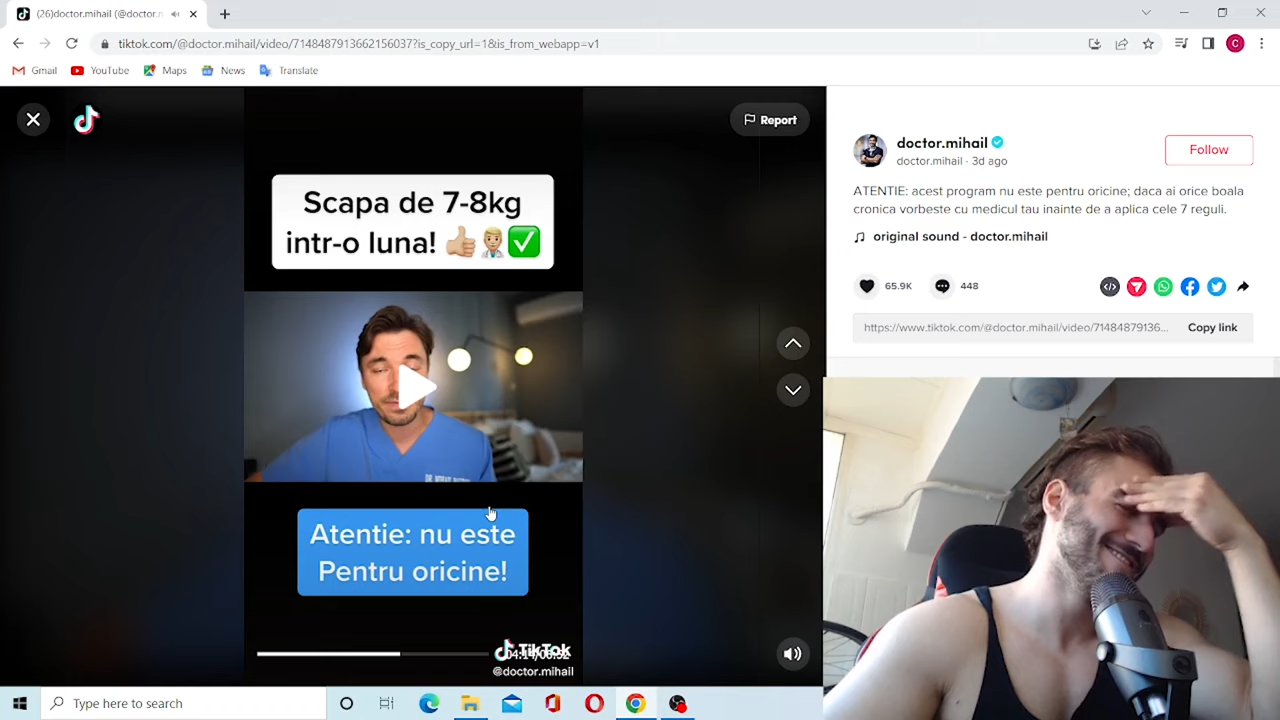 (26)doctor.mihail (@doctor.n
tiktok.com/@doctor.mihail/video/7148487913662156037?is_copy_url=1&is_from_webapp=v1
C
Gmail
YouTube
Maps
News
Translate
Report
Scapa de 7-8kg
intr-o luna! 👍🏼👨🏼‍⚕️✅
Atentie: nu este
Pentru oricine!
TikTok
@doctor.mihail
doctor.mihail
doctor.mihail · 3d ago
Follow
ATENTIE: acest program nu este pentru oricine; daca ai orice boala
cronica vorbeste cu medicul tau inainte de a aplica cele 7 reguli.
original sound - doctor.mihail
65.9K
448
https://www.tiktok.com/@doctor.mihail/video/71484879136...
Copy link
Type here to search